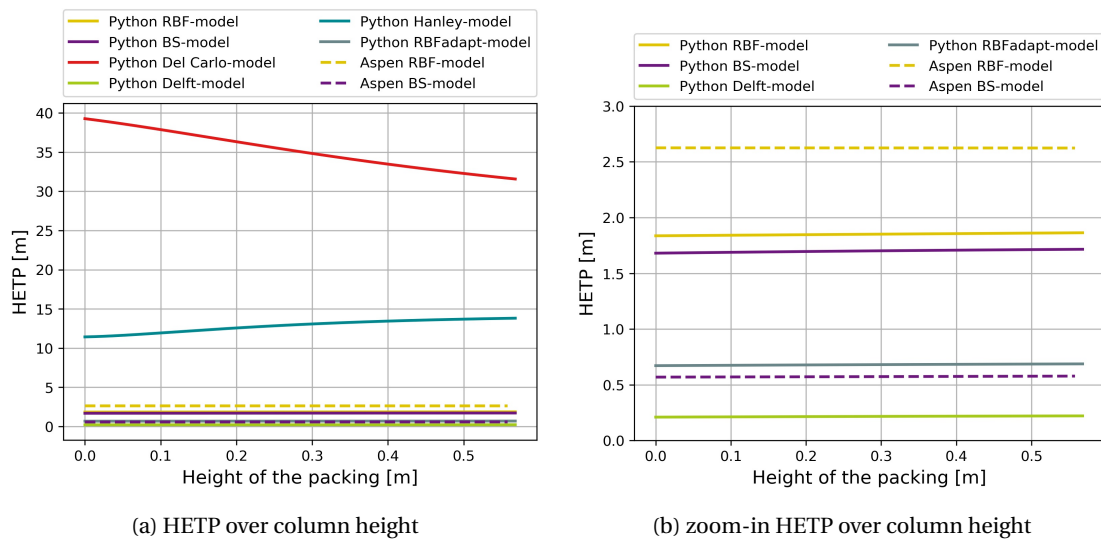 Python RBF-model
Python BS-model
Python Del Carlo-model
Python Delft-model
Python Hanley-model
Python RBFadapt-model
Aspen RBF-model
Aspen BS-model
40
35
30
25
20
15
10
5
0
HETP [m]
0.0 0.1 0.2 0.3 0.4 0.5
Height of the packing [m]
(a) HETP over column height
Python RBF-model
Python BS-model
Python Delft-model
Python RBFadapt-model
Aspen RBF-model
Aspen BS-model
3.0
2.5
2.0
1.5
1.0
0.5
0.0
HETP [m]
0.0 0.1 0.2 0.3 0.4 0.5
Height of the packing [m]
(b) zoom-in HETP over column height